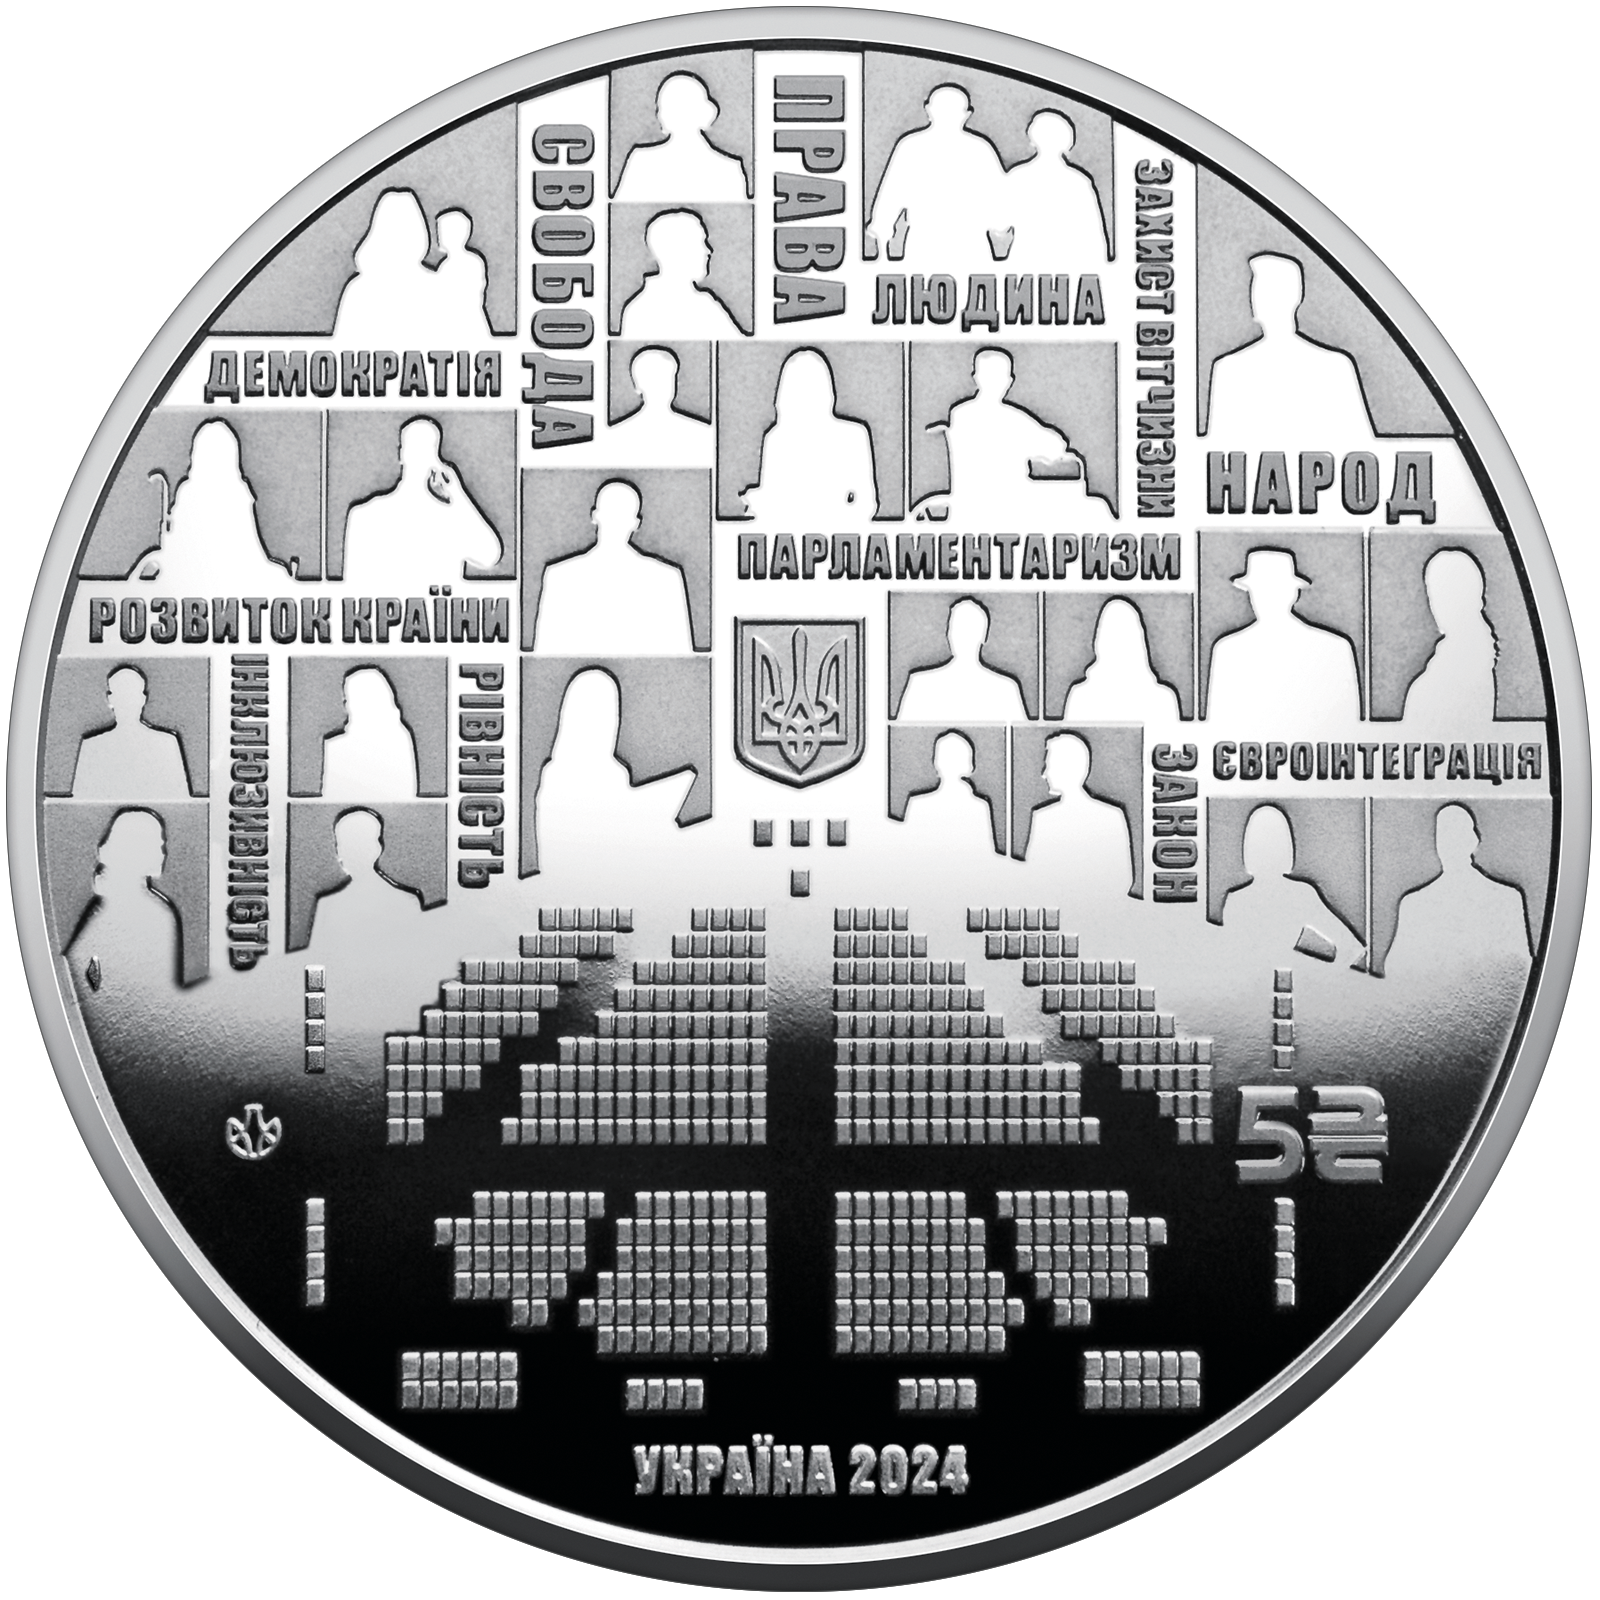 СВОБОДА
ПРАВА
ЛЮДИНА
ЗАХИСТ ВІТЧИЗНИ
ДЕМОКРАТІЯ
НАРОД
ПАРЛАМЕНТАРИЗМ
РОЗВИТОК КРАЇНИ
ІНКЛЮЗИВНІСТЬ
РІВНІСТЬ
ЗАКОН
ЄВРОІНТЕГРАЦІЯ
5 ₴
УКРАЇНА 2024